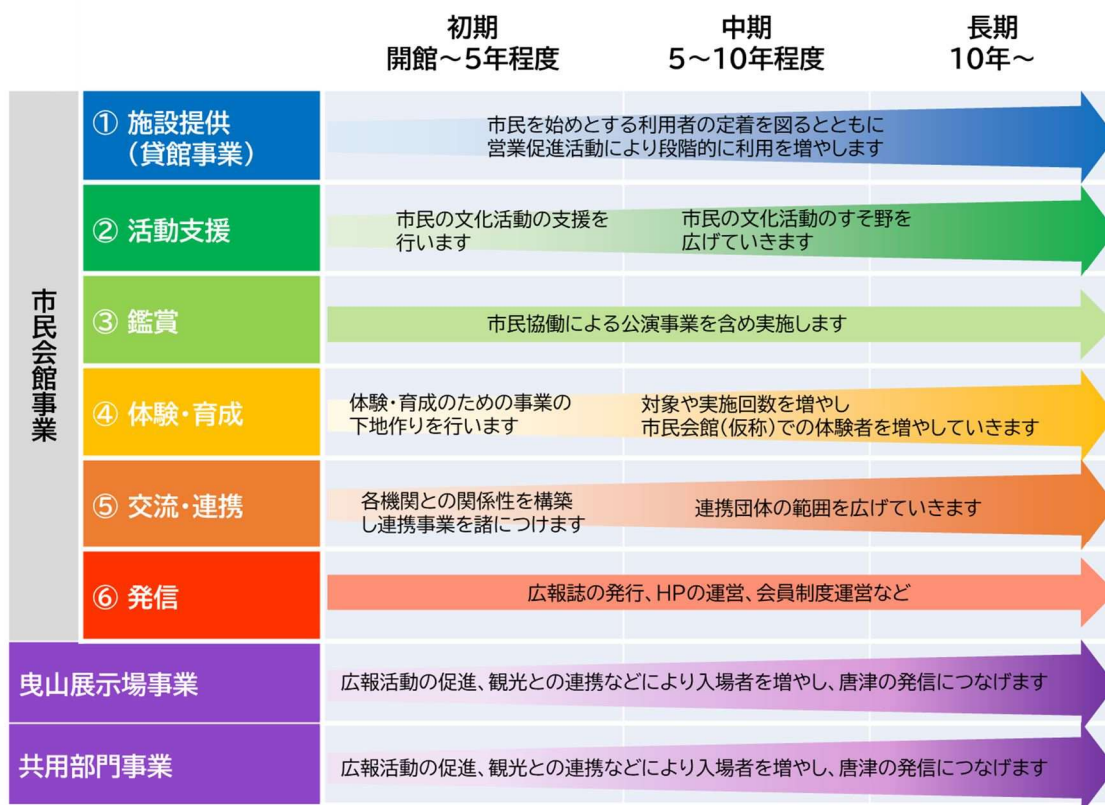 初期
開館～5年程度
中期
5～10年程度
長期
10年～
市民会館事業
① 施設提供
（貸館事業）
市民を始めとする利用者の定着を図るとともに
営業促進活動により段階的に利用を増やします
② 活動支援
市民の文化活動の支援を
行います
市民の文化活動のすそ野を
広げていきます
③ 鑑賞
市民協働による公演事業を含め実施します
④ 体験・育成
体験・育成のための事業の
下地作りを行います
対象や実施回数を増やし
市民会館（仮称）での体験者を増やしていきます
⑤ 交流・連携
各機関との関係性を構築
し連携事業を諸につけます
連携団体の範囲を広げていきます
⑥ 発信
広報誌の発行、HPの運営、会員制度運営など
曳山展示場事業
広報活動の促進、観光との連携などにより入場者を増やし、唐津の発信につなげます
共用部門事業
広報活動の促進、観光との連携などにより入場者を増やし、唐津の発信につなげます